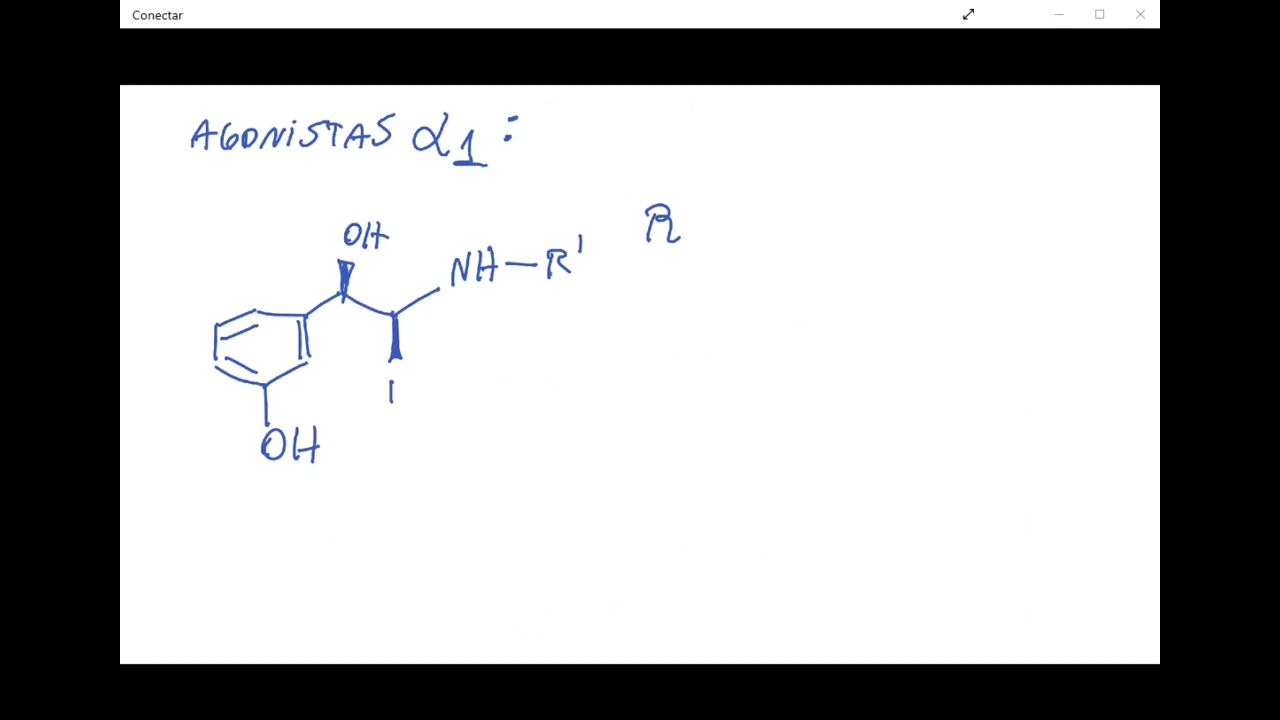 Conectar
AGONISTAS α1:
OH
NH—R'
R
OH